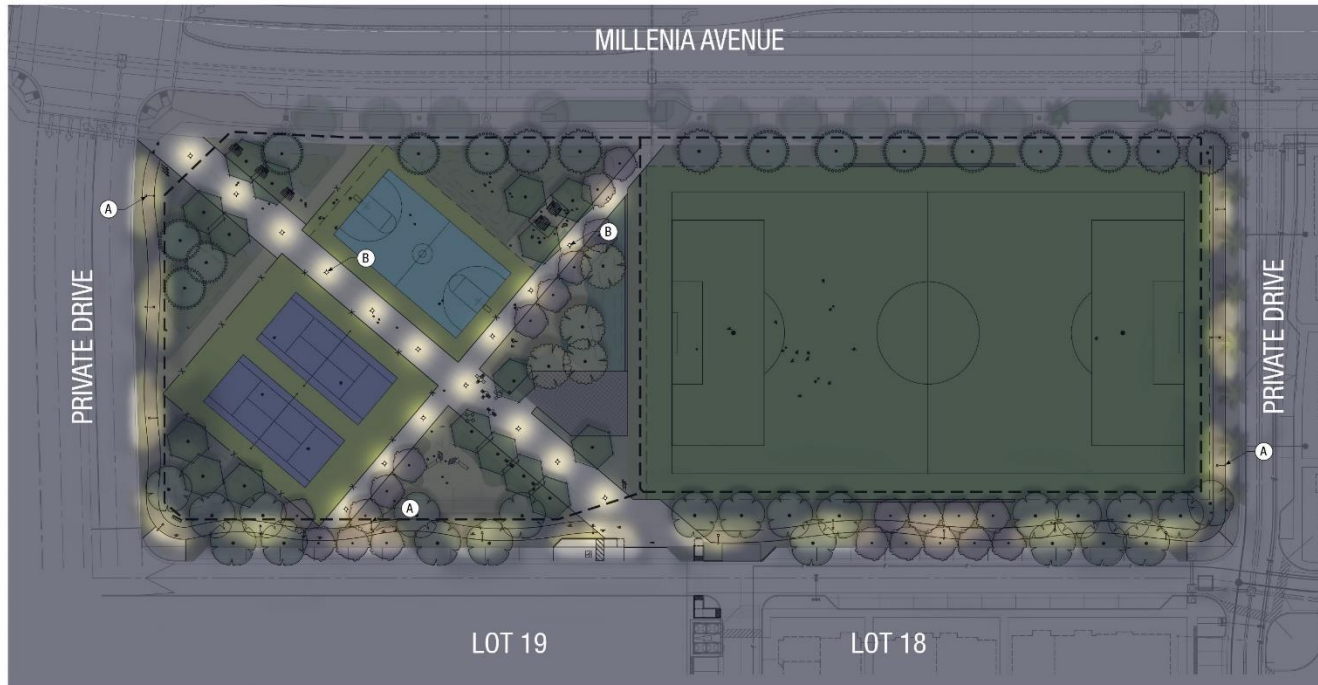 MILLENIA AVENUE
A
B
B
PRIVATE DRIVE
PRIVATE DRIVE
A
A
LOT 19
LOT 18